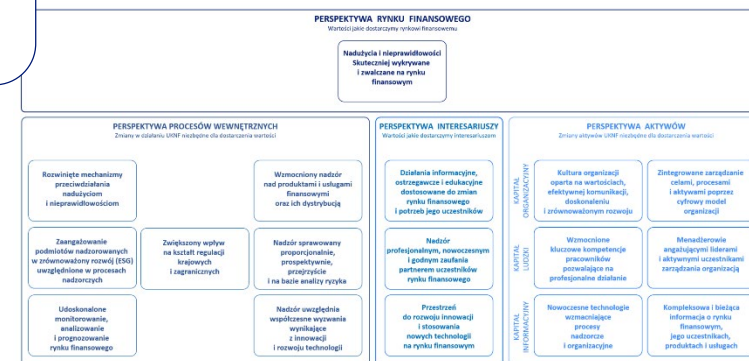 PERSPEKTYWA RYNKU FINANSOWEGO
Wartości jakie dostarczymy rynkowi finansowemu
Nadużycia i nieprawidłowości
Skuteczniej wykrywane
i zwalczane na rynku
finansowym
PERSPEKTYWA PROCESÓW WEWNĘTRZNYCH
Zmiany w działaniu UKNF niezbędne dla dostarczenia wartości
Rozwinięte mechanizmy
przeciwdziałania
nadużyciom
i nieprawidłowościom
Wzmocniony nadzór
nad produktami i usługami
finansowymi
oraz ich dystrybucją
Zaangażowanie
podmiotów nadzorowanych
w zrównoważony rozwój (ESG)
uwzględnione w procesach
nadzorczych
Zwiększony wpływ
na kształt regulacji
krajowych
i zagranicznych
Nadzór sprawowany
proporcjonalnie,
prospektywnie,
przejrzyście
i na bazie analizy ryzyka
Udoskonalone
monitorowanie,
analizowanie
i prognozowanie
rynku finansowego
Nadzór uwzględnia
współczesne wyzwania
wynikające
z innowacji
i rozwoju technologii
PERSPEKTYWA INTERESARIUSZY
Wartości jakie dostarczymy interesariuszom
Działania informacyjne,
ostrzegawcze i edukacyjne
dostosowane do zmian
rynku finansowego
i potrzeb jego uczestników
Nadzór
profesjonalnym, nowoczesnym
i godnym zaufania
partnerem uczestników
rynku finansowego
Przestrzeń
do rozwoju innowacji
i stosowania
nowych technologii
na rynku finansowym
PERSPEKTYWA AKTYWÓW
Zmiany aktywów UKNF niezbędne dla dostarczenia wartości
KAPITAŁ
ORGANIZACYJNY
Kultura organizacji
oparta na wartościach,
efektywnej komunikacji,
doskonaleniu
i zrównoważonym rozwoju
Zintegrowane zarządzanie
celami, procesami
i aktywami poprzez
cyfrowy model
organizacji
KAPITAŁ
LUDZKI
Wzmocnione
kluczowe kompetencje
pracowników
pozwalające na
profesjonalne działanie
Menadżerowie
angażującymi liderami
i aktywnymi uczestnikami
zarządzania organizacją
KAPITAŁ
INFORMACYJNY
Nowoczesne technologie
wzmacniające
procesy
nadzorcze
i organizacyjne
Kompleksowa i bieżąca
informacja o rynku
finansowym,
jego uczestnikach,
produktach i usługach